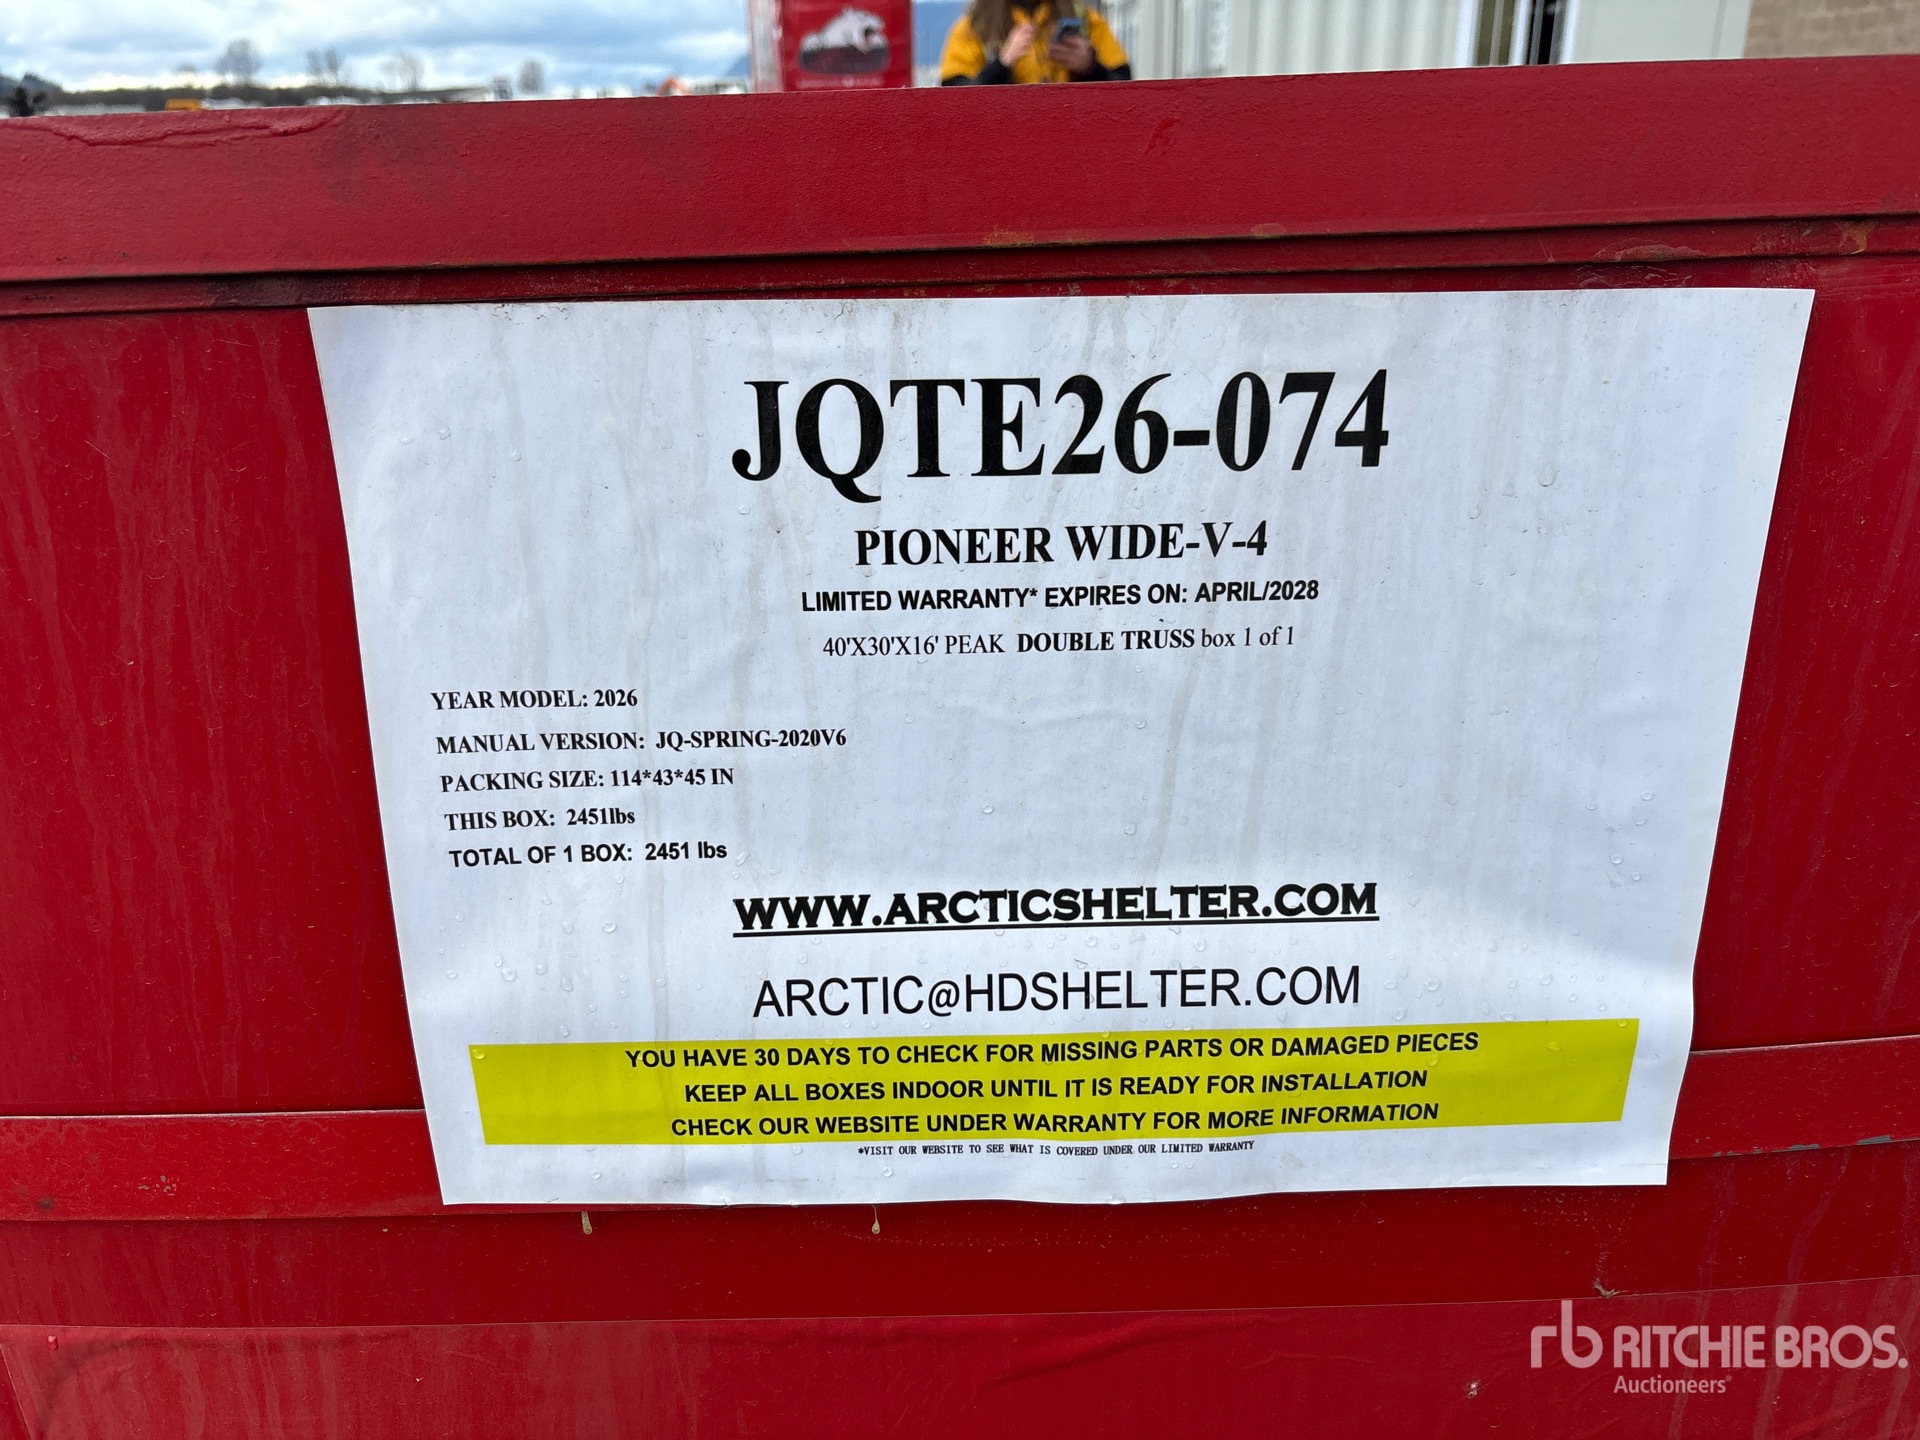 JQTE26-074
PIONEER WIDE-V-4
LIMITED WARRANTY* EXPIRES ON: APRIL/2028
40'X30'X16' PEAK DOUBLE TRUSS box 1 of 1
YEAR MODEL: 2026
MANUAL VERSION: JQ-SPRING-2020V6
PACKING SIZE: 114*43*45 IN
THIS BOX: 2451lbs
TOTAL OF 1 BOX: 2451 lbs
WWW.ARCTICSHELTER.COM
ARCTIC@HDSHELTER.COM
YOU HAVE 30 DAYS TO CHECK FOR MISSING PARTS OR DAMAGED PIECES
KEEP ALL BOXES INDOOR UNTIL IT IS READY FOR INSTALLATION
CHECK OUR WEBSITE UNDER WARRANTY FOR MORE INFORMATION
*VISIT OUR WEBSITE TO SEE WHAT IS COVERED UNDER OUR LIMITED WARRANTY
rb RITCHIE BROS.
Auctioneers